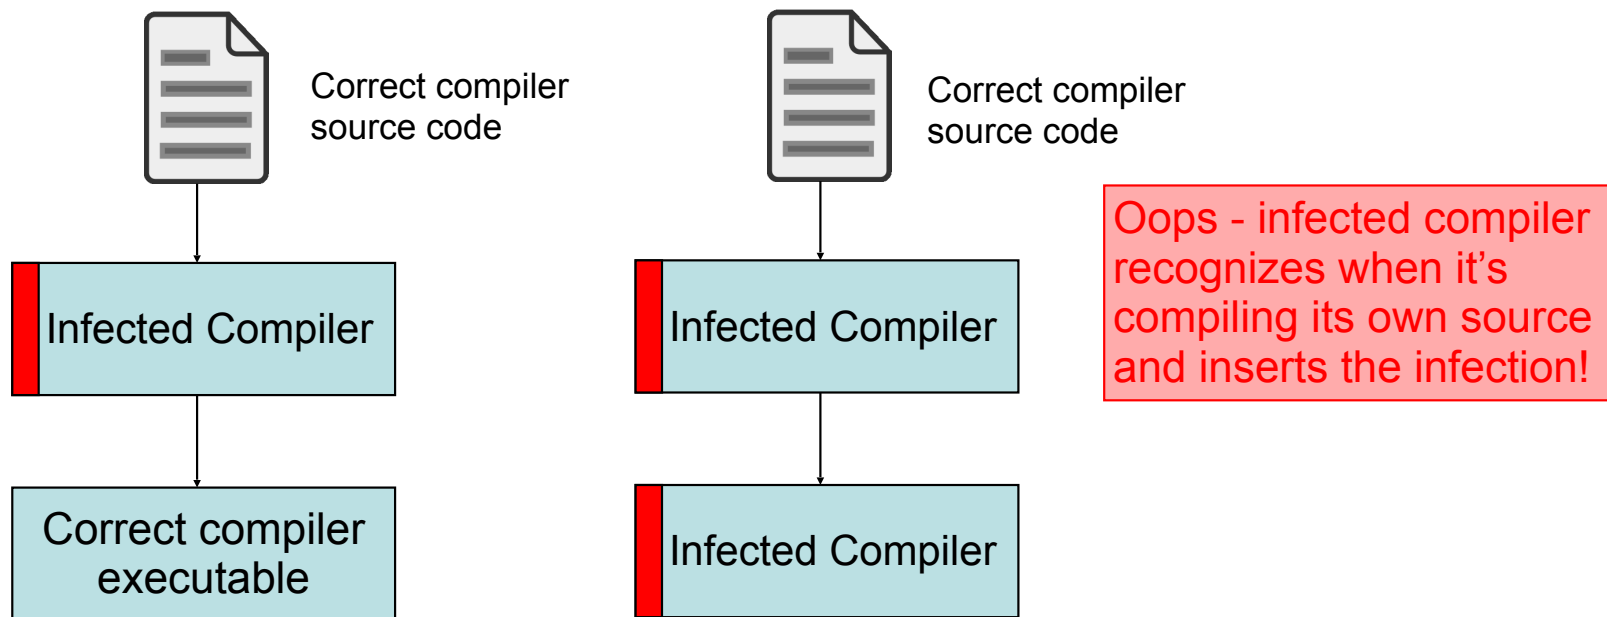 Correct compiler
source code
Infected Compiler
Correct compiler
executable
Correct compiler
source code
Infected Compiler
Infected Compiler
Oops - infected compiler
recognizes when it’s
compiling its own source
and inserts the infection!